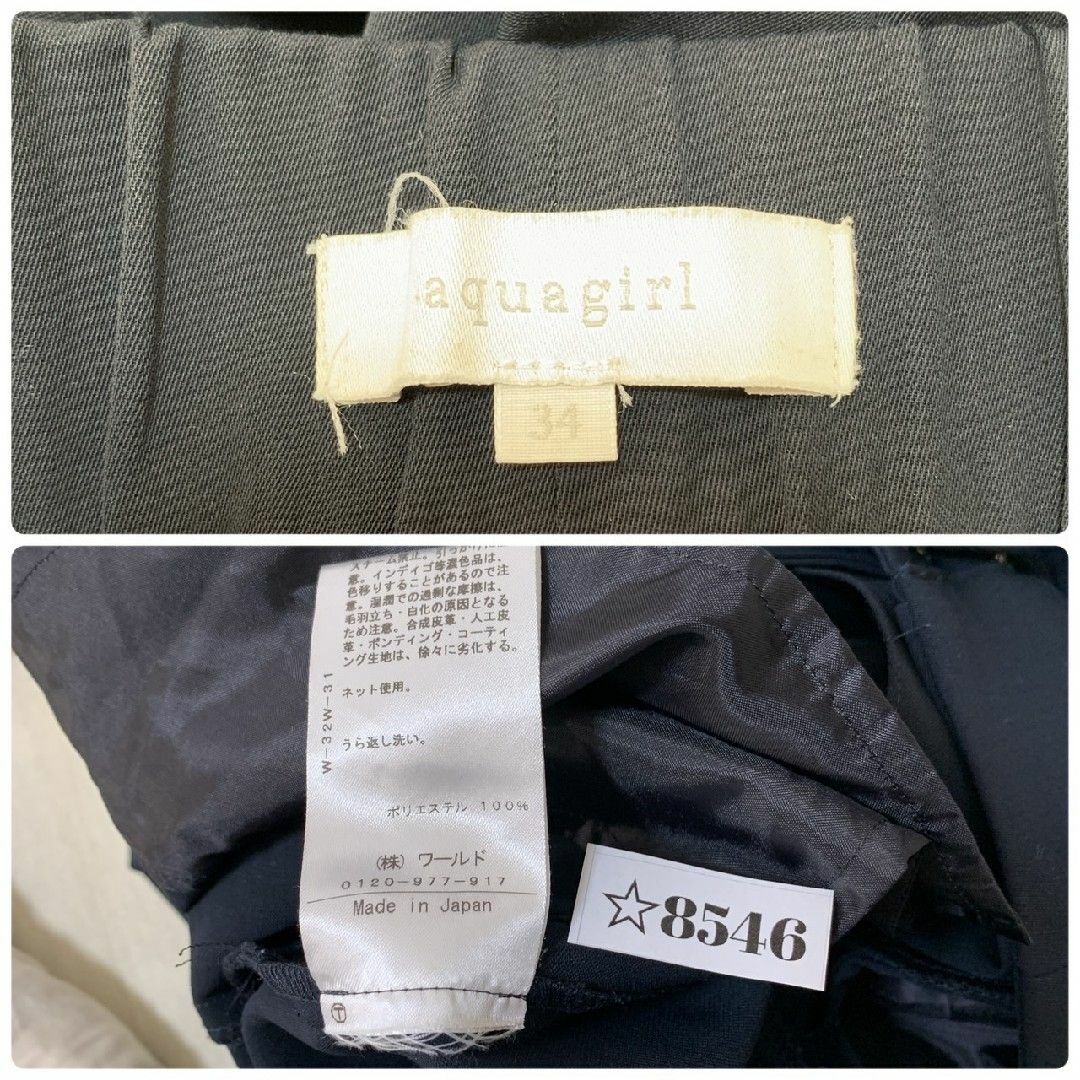 aquagirl
34
スチーム禁止。引っかけに注
意。インディゴ等濃色品は、
色移りすることがあるので注
意。湿潤での過剰な摩擦は、
毛羽立ち・白化の原因となる
ため注意。合成皮革・人工皮
革・ボンディング・コーティ
ング生地は、徐々に劣化する。
ネット使用。
うら返し洗い。
W-32W-31
ポリエステル 100%
(株) ワールド
0120-977-917
Made in Japan
Ⓣ
☆8546